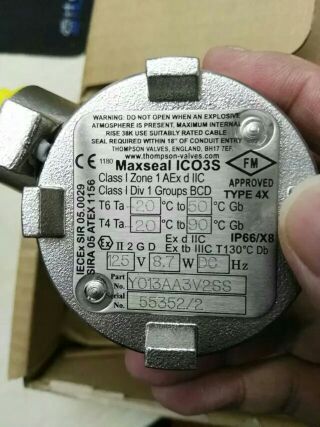 WARNING: DO NOT OPEN WHEN AN EXPLOSIVE
ATMOSPHERE IS PRESENT. MAXIMUM INTERNAL
RISE 38K USE SUITABLY RATED CABLE
SEAL REQUIRED WITHIN 18" OF CONDUIT ENTRY
THOMPSON VALVES, ENGLAND, BH17 7EF.
www.thompson-valves.com
CE 1180 Maxseal ICO3S
FM
APPROVED
Class I Zone 1 AEx d IIC
Class I Div 1 Groups BCD TYPE 4X
T6 Ta -20 °C to 50 °C Gb
T4 Ta -20 °C to 90 °C Gb
Ex d IIC IP66/X8
Ex II 2 G D Ex tb IIIC T130°C Db
125 V 8.7 W DC Hz
Part No. Y013AA3V2SS
Serial No. 55352/2
IECEx SIR 05.0029
SIRA 05 ATEX 1156